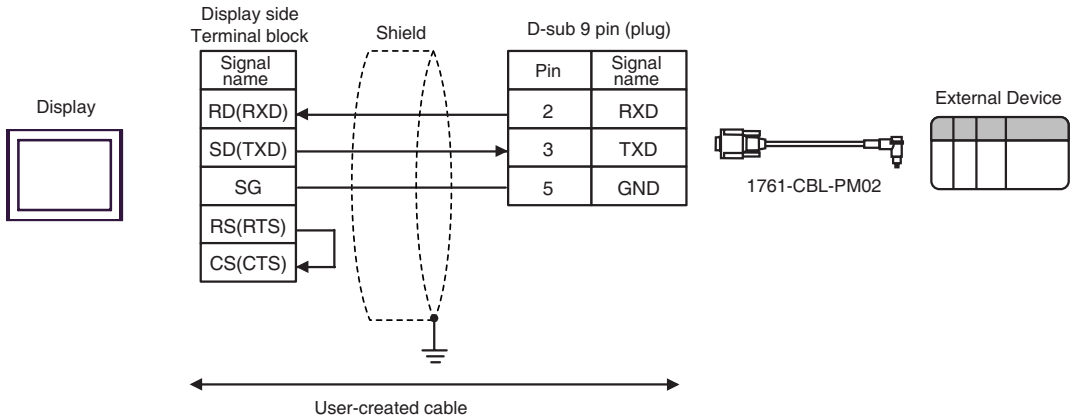 Display side
Terminal block
Shield
D-sub 9 pin (plug)
Signal
name
Pin
Signal
name
Display
RD(RXD)
2
RXD
External Device
SD(TXD)
3
TXD
SG
5
GND
1761-CBL-PM02
RS(RTS)
CS(CTS)
User-created cable